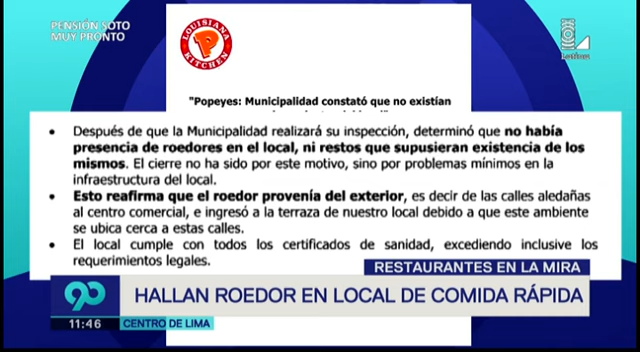 PENSIÓN SOTO
MUY PRONTO
LOUISIANA
P
KITCHEN
Latina
"Popeyes: Municipalidad constató que no existían
• Después de que la Municipalidad realizará su inspección, determinó que no había
presencia de roedores en el local, ni restos que supusieran existencia de los
mismos. El cierre no ha sido por este motivo, sino por problemas mínimos en la
infraestructura del local.
• Esto reafirma que el roedor provenía del exterior, es decir de las calles aledañas
al centro comercial, e ingresó a la terraza de nuestro local debido a que este ambiente
se ubica cerca a estas calles.
• El local cumple con todos los certificados de sanidad, excediendo inclusive los
requerimientos legales.
RESTAURANTES EN LA MIRA
90
HALLAN ROEDOR EN LOCAL DE COMIDA RÁPIDA
11:46
CENTRO DE LIMA